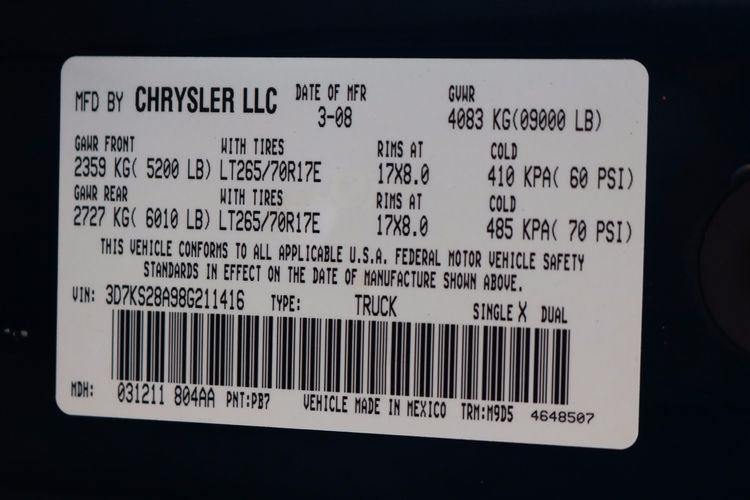 MFD BY CHRYSLER LLC DATE OF MFR GVWR
3-08 4083 KG(09000 LB)
GAWR FRONT WITH TIRES RIMS AT COLD
2359 KG( 5200 LB) LT265/70R17E 17X8.0 410 KPA( 60 PSI)
GAWR REAR WITH TIRES RIMS AT COLD
2727 KG( 6010 LB) LT265/70R17E 17X8.0 485 KPA( 70 PSI)
THIS VEHICLE CONFORMS TO ALL APPLICABLE U.S.A. FEDERAL MOTOR VEHICLE SAFETY
STANDARDS IN EFFECT ON THE DATE OF MANUFACTURE SHOWN ABOVE.
VIN: 3D7KS28A98G211416 TYPE: TRUCK SINGLE X DUAL
MDH: 031211 804AA PNT:PB7 VEHICLE MADE IN MEXICO TRM:M9D5 4648507